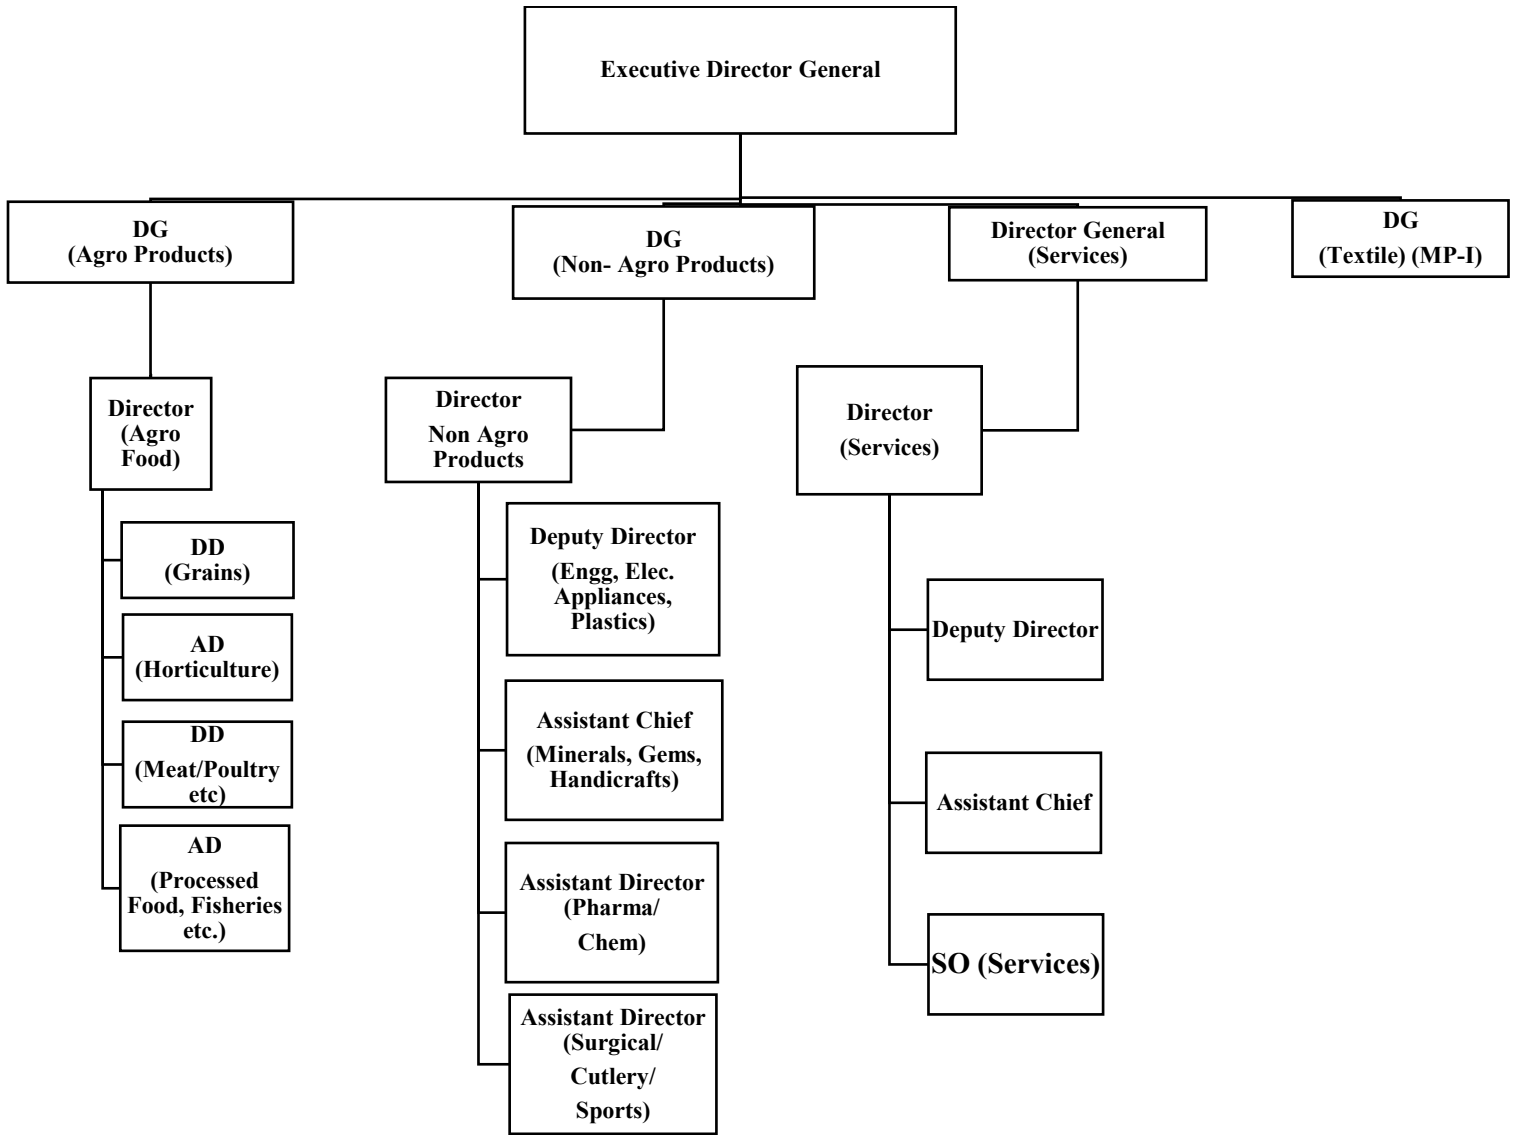 Executive Director General
DG
(Agro Products)
DG
(Non- Agro Products)
Director General
(Services)
DG
(Textile) (MP-I)
Director
(Agro
Food)
DD
(Grains)
AD
(Horticulture)
DD
(Meat/Poultry
etc)
AD
(Processed
Food, Fisheries
etc.)
Director
Non Agro
Products
Deputy Director
(Engg, Elec.
Appliances,
Plastics)
Assistant Chief
(Minerals, Gems,
Handicrafts)
Assistant Director
(Pharma/
Chem)
Assistant Director
(Surgical/
Cutlery/
Sports)
Director
(Services)
Deputy Director
Assistant Chief
SO (Services)